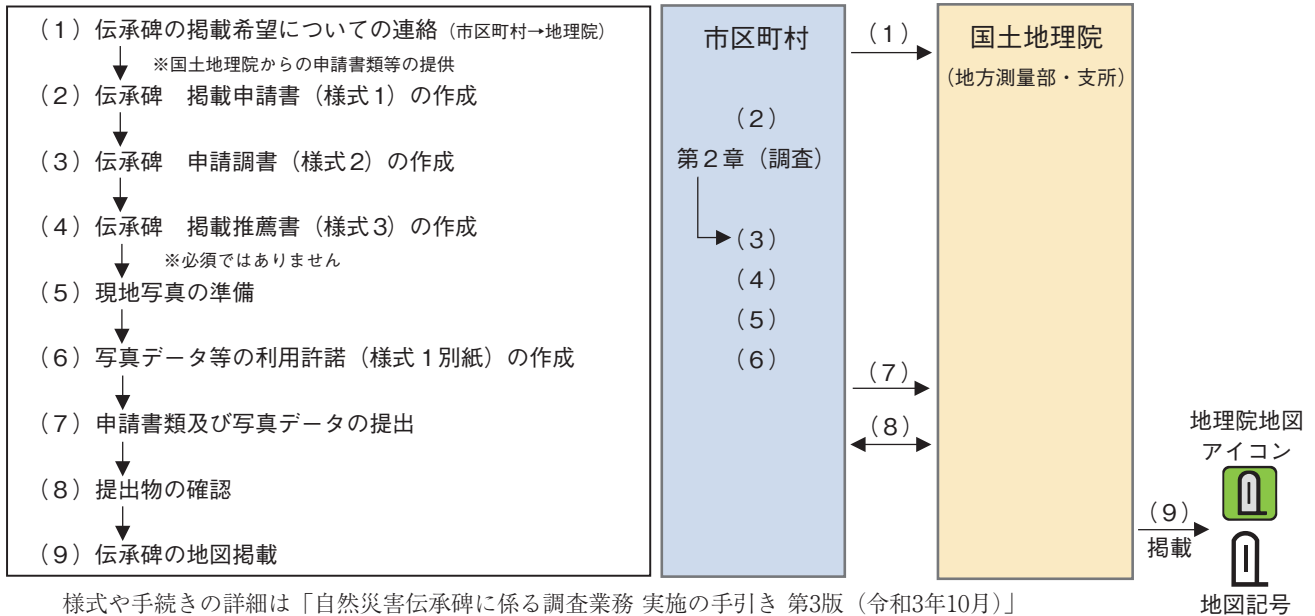 （１）伝承碑の掲載希望についての連絡（市区町村→地理院）
※国土地理院からの申請書類等の提供
（２）伝承碑　掲載申請書（様式１）の作成
（３）伝承碑　申請調書（様式２）の作成
（４）伝承碑　掲載推薦書（様式３）の作成
※必須ではありません
（５）現地写真の準備
（６）写真データ等の利用許諾（様式１別紙）の作成
（７）申請書類及び写真データの提出
（８）提出物の確認
（９）伝承碑の地図掲載
市区町村
（２）
第２章（調査）
（３）
（４）
（５）
（６）
（１）
（７）
（８）
国土地理院
（地方測量部・支所）
（９）
掲載
地理院地図
アイコン
地図記号
様式や手続きの詳細は「自然災害伝承碑に係る調査業務 実施の手引き 第3版（令和3年10月）」